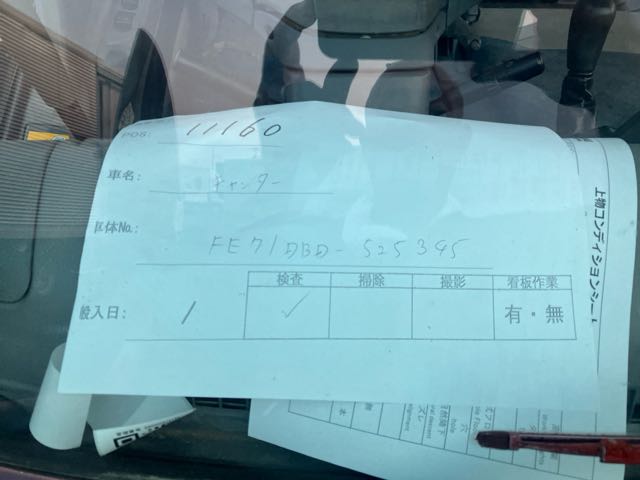 POS: 11160
車名: キャンター
車体No.: FE71DBD-525345
搬入日: /
検査 掃除 撮影 看板作業
✓ 有・無
上物コンディションシート